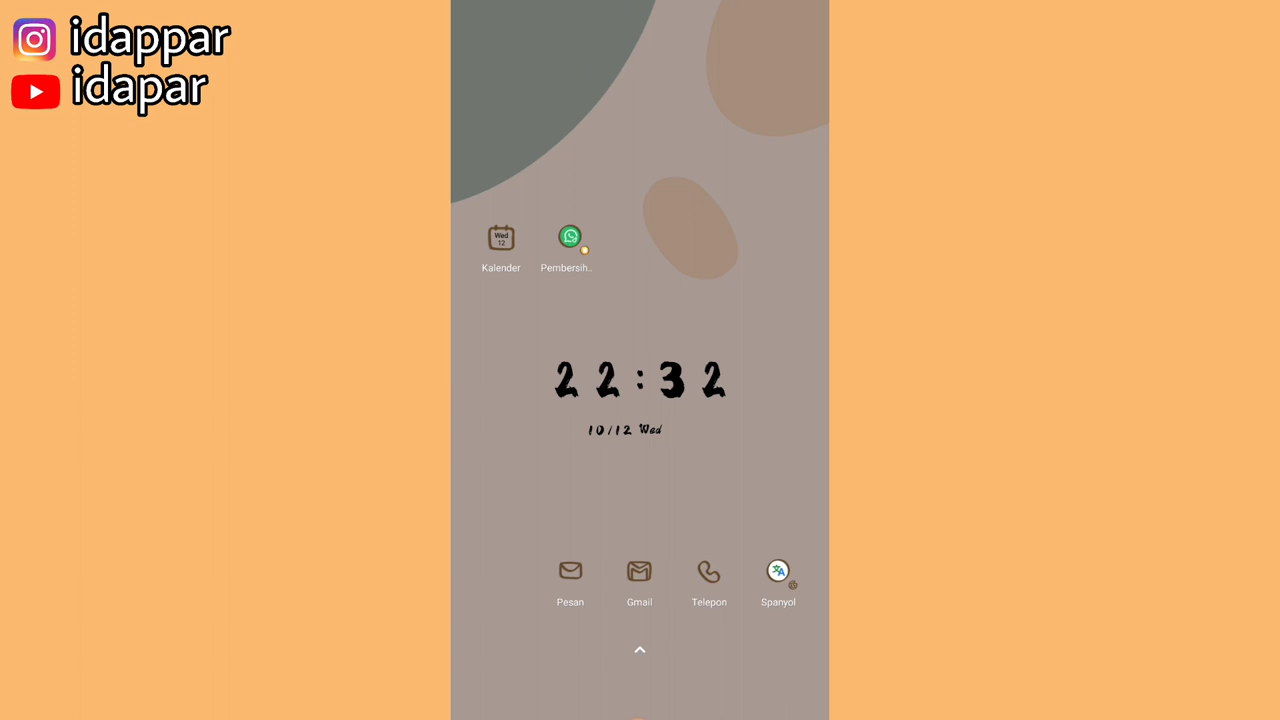 idappar
idapar
Wed
12
Kalender
Pembersih..
22:32
10/12 Wed
Pesan
Gmail
Telepon
Spanyol